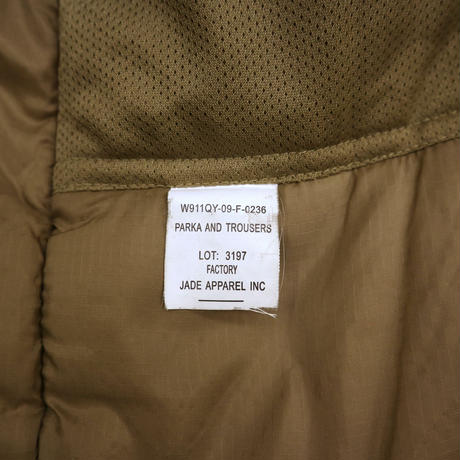 W911QY-09-F-0236
PARKA AND TROUSERS
LOT: 3197
FACTORY
JADE APPAREL INC